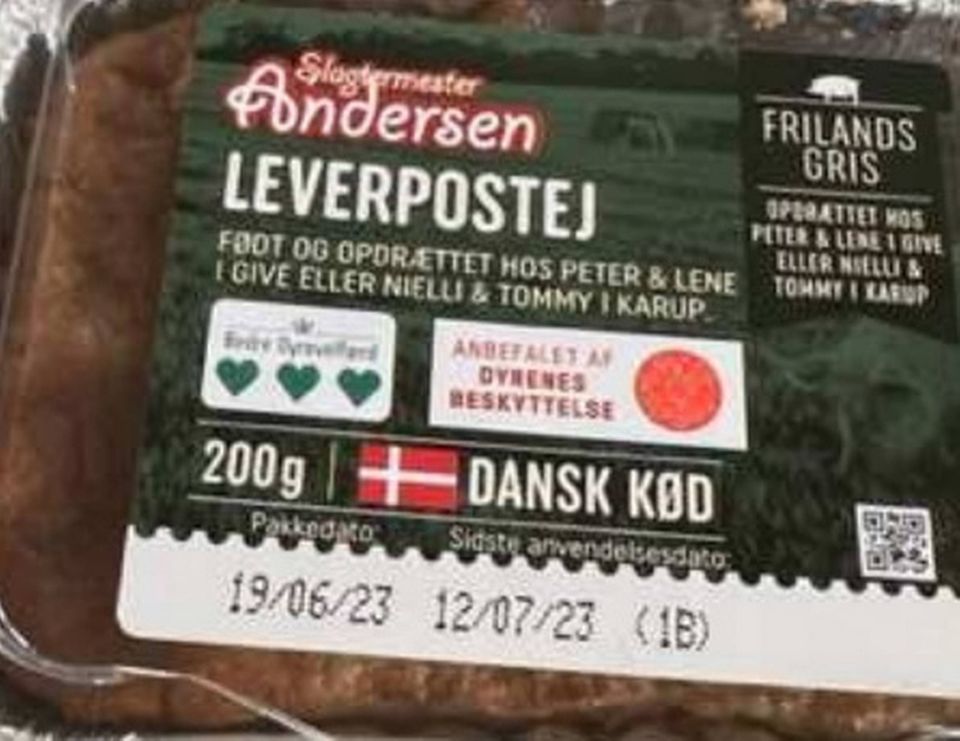 Slagtermester
Andersen
LEVERPOSTEJ
FØDT OG OPDRÆTTET HOS PETER & LENE
I GIVE ELLER NIELLI & TOMMY I KARUP.
Bedre Dyrevelfærd
ANBEFALET AF
DYRENES
BESKYTTELSE
200g
DANSK KØD
Pakkedato:
Sidste anvendelsesdato:
19/06/23 12/07/23 (1B)
FRILANDS
GRIS
OPDRÆTTET HOS
PETER & LENE I GIVE
ELLER NIELLI &
TOMMY I KARUP